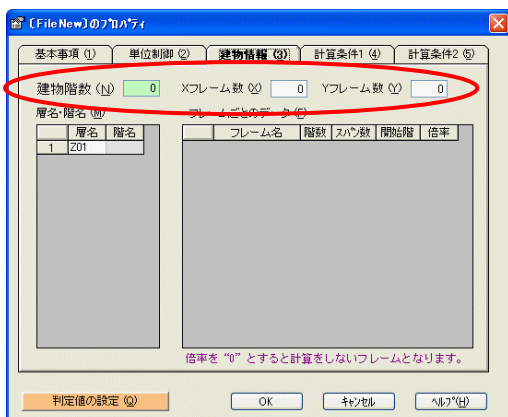 〔FileNew〕のﾌﾟﾛﾊﾟﾃｨ
基本事項 (1) 単位制御 (2) 建物情報 (3) 計算条件1 (4) 計算条件2 (5)
建物階数 (N) 0 Xフレーム数 (X) 0 Yフレーム数 (Y) 0
層名・階名 (M) フレームごとのデータ (F)
層名 階名 フレーム名 階数 ｽﾊﾟﾝ数 開始階 倍率
1 Z01
倍率を “0” とすると計算をしないフレームとなります。
判定値の設定 (Q) OK ｷｬﾝｾﾙ ﾍﾙﾌﾟ(H)